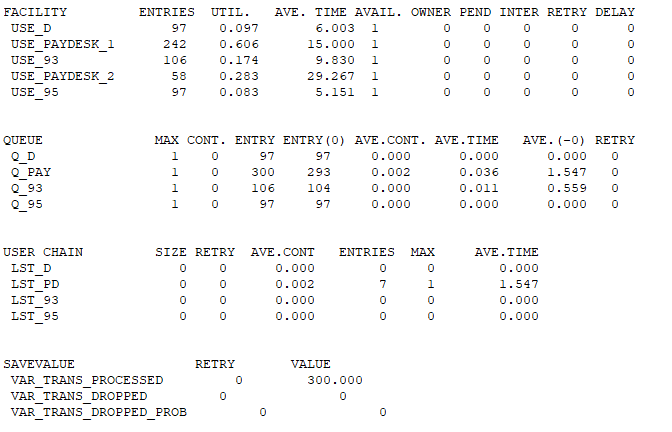 FACILITY ENTRIES UTIL. AVE. TIME AVAIL. OWNER PEND INTER RETRY DELAY
USE_D 97 0.097 6.003 1 0 0 0 0 0
USE_PAYDESK_1 242 0.606 15.000 1 0 0 0 0 0
USE_93 106 0.174 9.830 1 0 0 0 0 0
USE_PAYDESK_2 58 0.283 29.267 1 0 0 0 0 0
USE_95 97 0.083 5.151 1 0 0 0 0 0
QUEUE MAX CONT. ENTRY ENTRY(0) AVE.CONT. AVE.TIME AVE.(-0) RETRY
Q_D 1 0 97 97 0.000 0.000 0.000 0
Q_PAY 1 0 300 293 0.002 0.036 1.547 0
Q_93 1 0 106 104 0.000 0.011 0.559 0
Q_95 1 0 97 97 0.000 0.000 0.000 0
USER CHAIN SIZE RETRY AVE.CONT ENTRIES MAX AVE.TIME
LST_D 0 0 0.000 0 0 0.000
LST_PD 0 0 0.002 7 1 1.547
LST_93 0 0 0.000 0 0 0.000
LST_95 0 0 0.000 0 0 0.000
SAVEVALUE RETRY VALUE
VAR_TRANS_PROCESSED 0 300.000
VAR_TRANS_DROPPED 0 0
VAR_TRANS_DROPPED_PROB 0 0